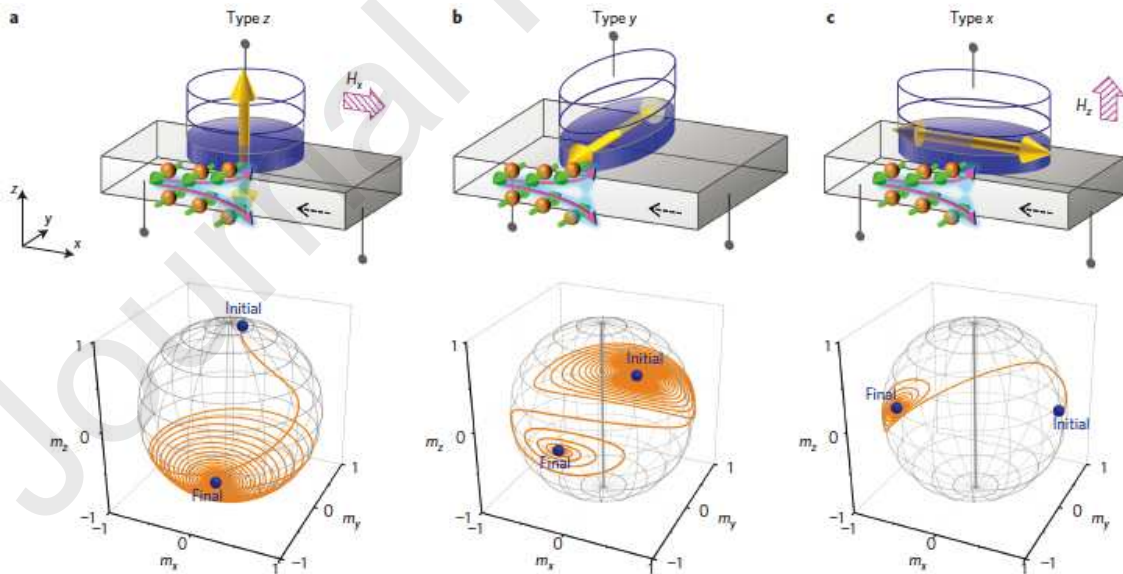 a Type z
b Type y
c Type x
H_x
H_z
z
y
x
Initial
Final
1
0
-1
m_z
-1
0
1
m_x
-1
0
1
m_y
Initial
Final
1
0
-1
m_z
-1
0
1
m_x
-1
0
1
m_y
Initial
Final
1
0
-1
m_z
-1
0
1
m_x
-1
0
1
m_y
Journal